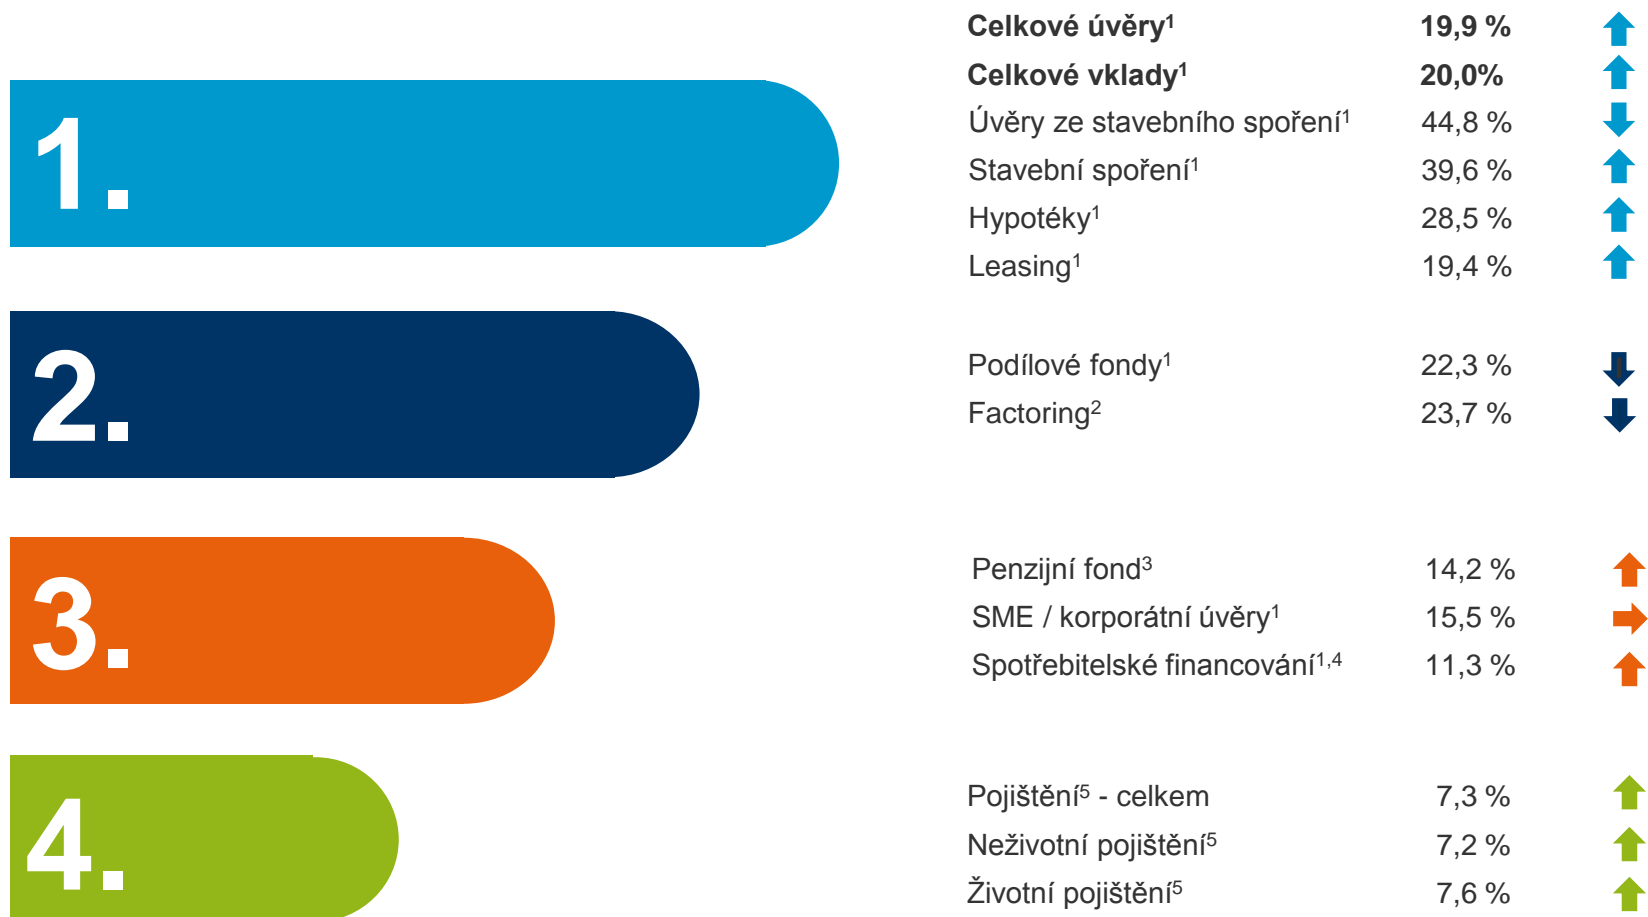 Celkové úvěry¹ 19,9 %
Celkové vklady¹ 20,0%
1.
Úvěry ze stavebního spoření¹ 44,8 %
Stavební spoření¹ 39,6 %
Hypotéky¹ 28,5 %
Leasing¹ 19,4 %
2.
Podílové fondy¹ 22,3 %
Factoring² 23,7 %
3.
Penzijní fond³ 14,2 %
SME / korporátní úvěry¹ 15,5 %
Spotřebitelské financování¹,⁴ 11,3 %
4.
Pojištění⁵ - celkem 7,3 %
Neživotní pojištění⁵ 7,2 %
Životní pojištění⁵ 7,6 %